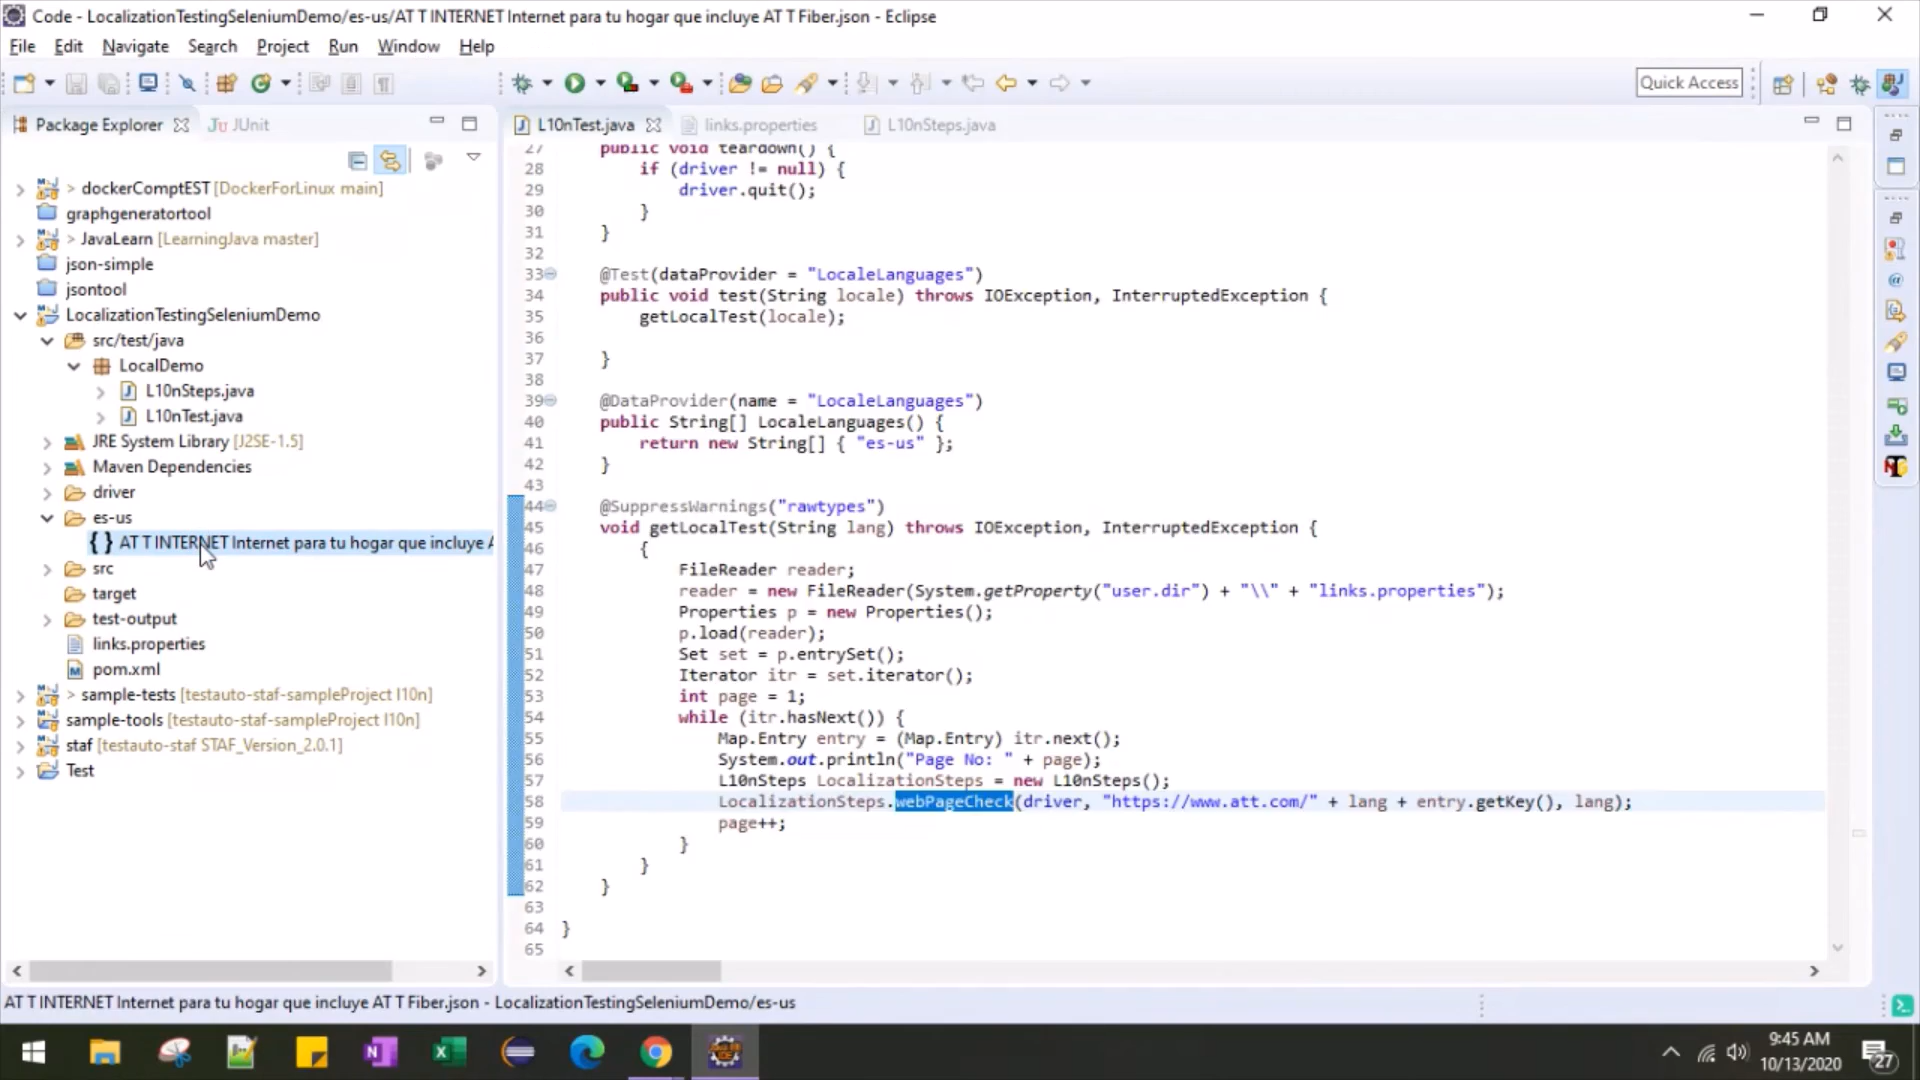 Code - LocalizationTestingSeleniumDemo/es-us/AT T INTERNET Internet para tu hogar que incluye AT T Fiber.json - Eclipse
File Edit Navigate Search Project Run Window Help
Quick Access
Package Explorer JUnit
L10nTest.java links.properties L10nSteps.java
> dockerComptEST [DockerForLinux main]
graphgeneratortool
> JavaLearn [LearningJava master]
json-simple
jsontool
LocalizationTestingSeleniumDemo
src/test/java
LocalDemo
L10nSteps.java
L10nTest.java
JRE System Library [J2SE-1.5]
Maven Dependencies
driver
es-us
{ } AT T INTERNET Internet para tu hogar que incluye A
src
target
test-output
links.properties
pom.xml
> sample-tests [testauto-staf-sampleProject l10n]
sample-tools [testauto-staf-sampleProject l10n]
staf [testauto-staf STAF_Version_2.0.1]
Test
27 public void teardown() {
28 if (driver != null) {
29 driver.quit();
30 }
31 }
32
33 @Test(dataProvider = "LocaleLanguages")
34 public void test(String locale) throws IOException, InterruptedException {
35 getLocalTest(locale);
36
37 }
38
39 @DataProvider(name = "LocaleLanguages")
40 public String[] LocaleLanguages() {
41 return new String[] { "es-us" };
42 }
43
44 @SuppressWarnings("rawtypes")
45 void getLocalTest(String lang) throws IOException, InterruptedException {
46 {
47 FileReader reader;
48 reader = new FileReader(System.getProperty("user.dir") + "\\" + "links.properties");
49 Properties p = new Properties();
50 p.load(reader);
51 Set set = p.entrySet();
52 Iterator itr = set.iterator();
53 int page = 1;
54 while (itr.hasNext()) {
55 Map.Entry entry = (Map.Entry) itr.next();
56 System.out.println("Page No: " + page);
57 L10nSteps LocalizationSteps = new L10nSteps();
58 LocalizationSteps.webPageCheck(driver, "https://www.att.com/" + lang + entry.getKey(), lang);
59 page++;
60 }
61 }
62 }
63
64 }
65
AT T INTERNET Internet para tu hogar que incluye AT T Fiber.json - LocalizationTestingSeleniumDemo/es-us
9:45 AM
10/13/2020
27